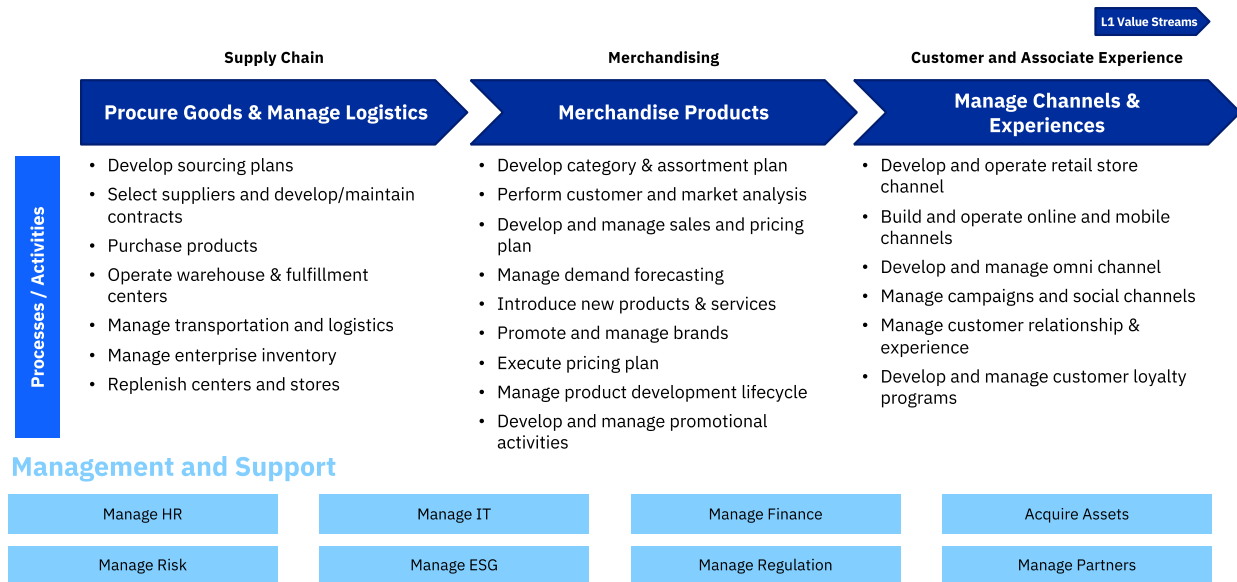 L1 Value Streams
Supply Chain
Merchandising
Customer and Associate Experience
Procure Goods & Manage Logistics
Merchandise Products
Manage Channels &
Experiences
Processes / Activities
• Develop sourcing plans
• Select suppliers and develop/maintain
contracts
• Purchase products
• Operate warehouse & fulfillment
centers
• Manage transportation and logistics
• Manage enterprise inventory
• Replenish centers and stores
• Develop category & assortment plan
• Perform customer and market analysis
• Develop and manage sales and pricing
plan
• Manage demand forecasting
• Introduce new products & services
• Promote and manage brands
• Execute pricing plan
• Manage product development lifecycle
• Develop and manage promotional
activities
• Develop and operate retail store
channel
• Build and operate online and mobile
channels
• Develop and manage omni channel
• Manage campaigns and social channels
• Manage customer relationship &
experience
• Develop and manage customer loyalty
programs
Management and Support
Manage HR
Manage IT
Manage Finance
Acquire Assets
Manage Risk
Manage ESG
Manage Regulation
Manage Partners